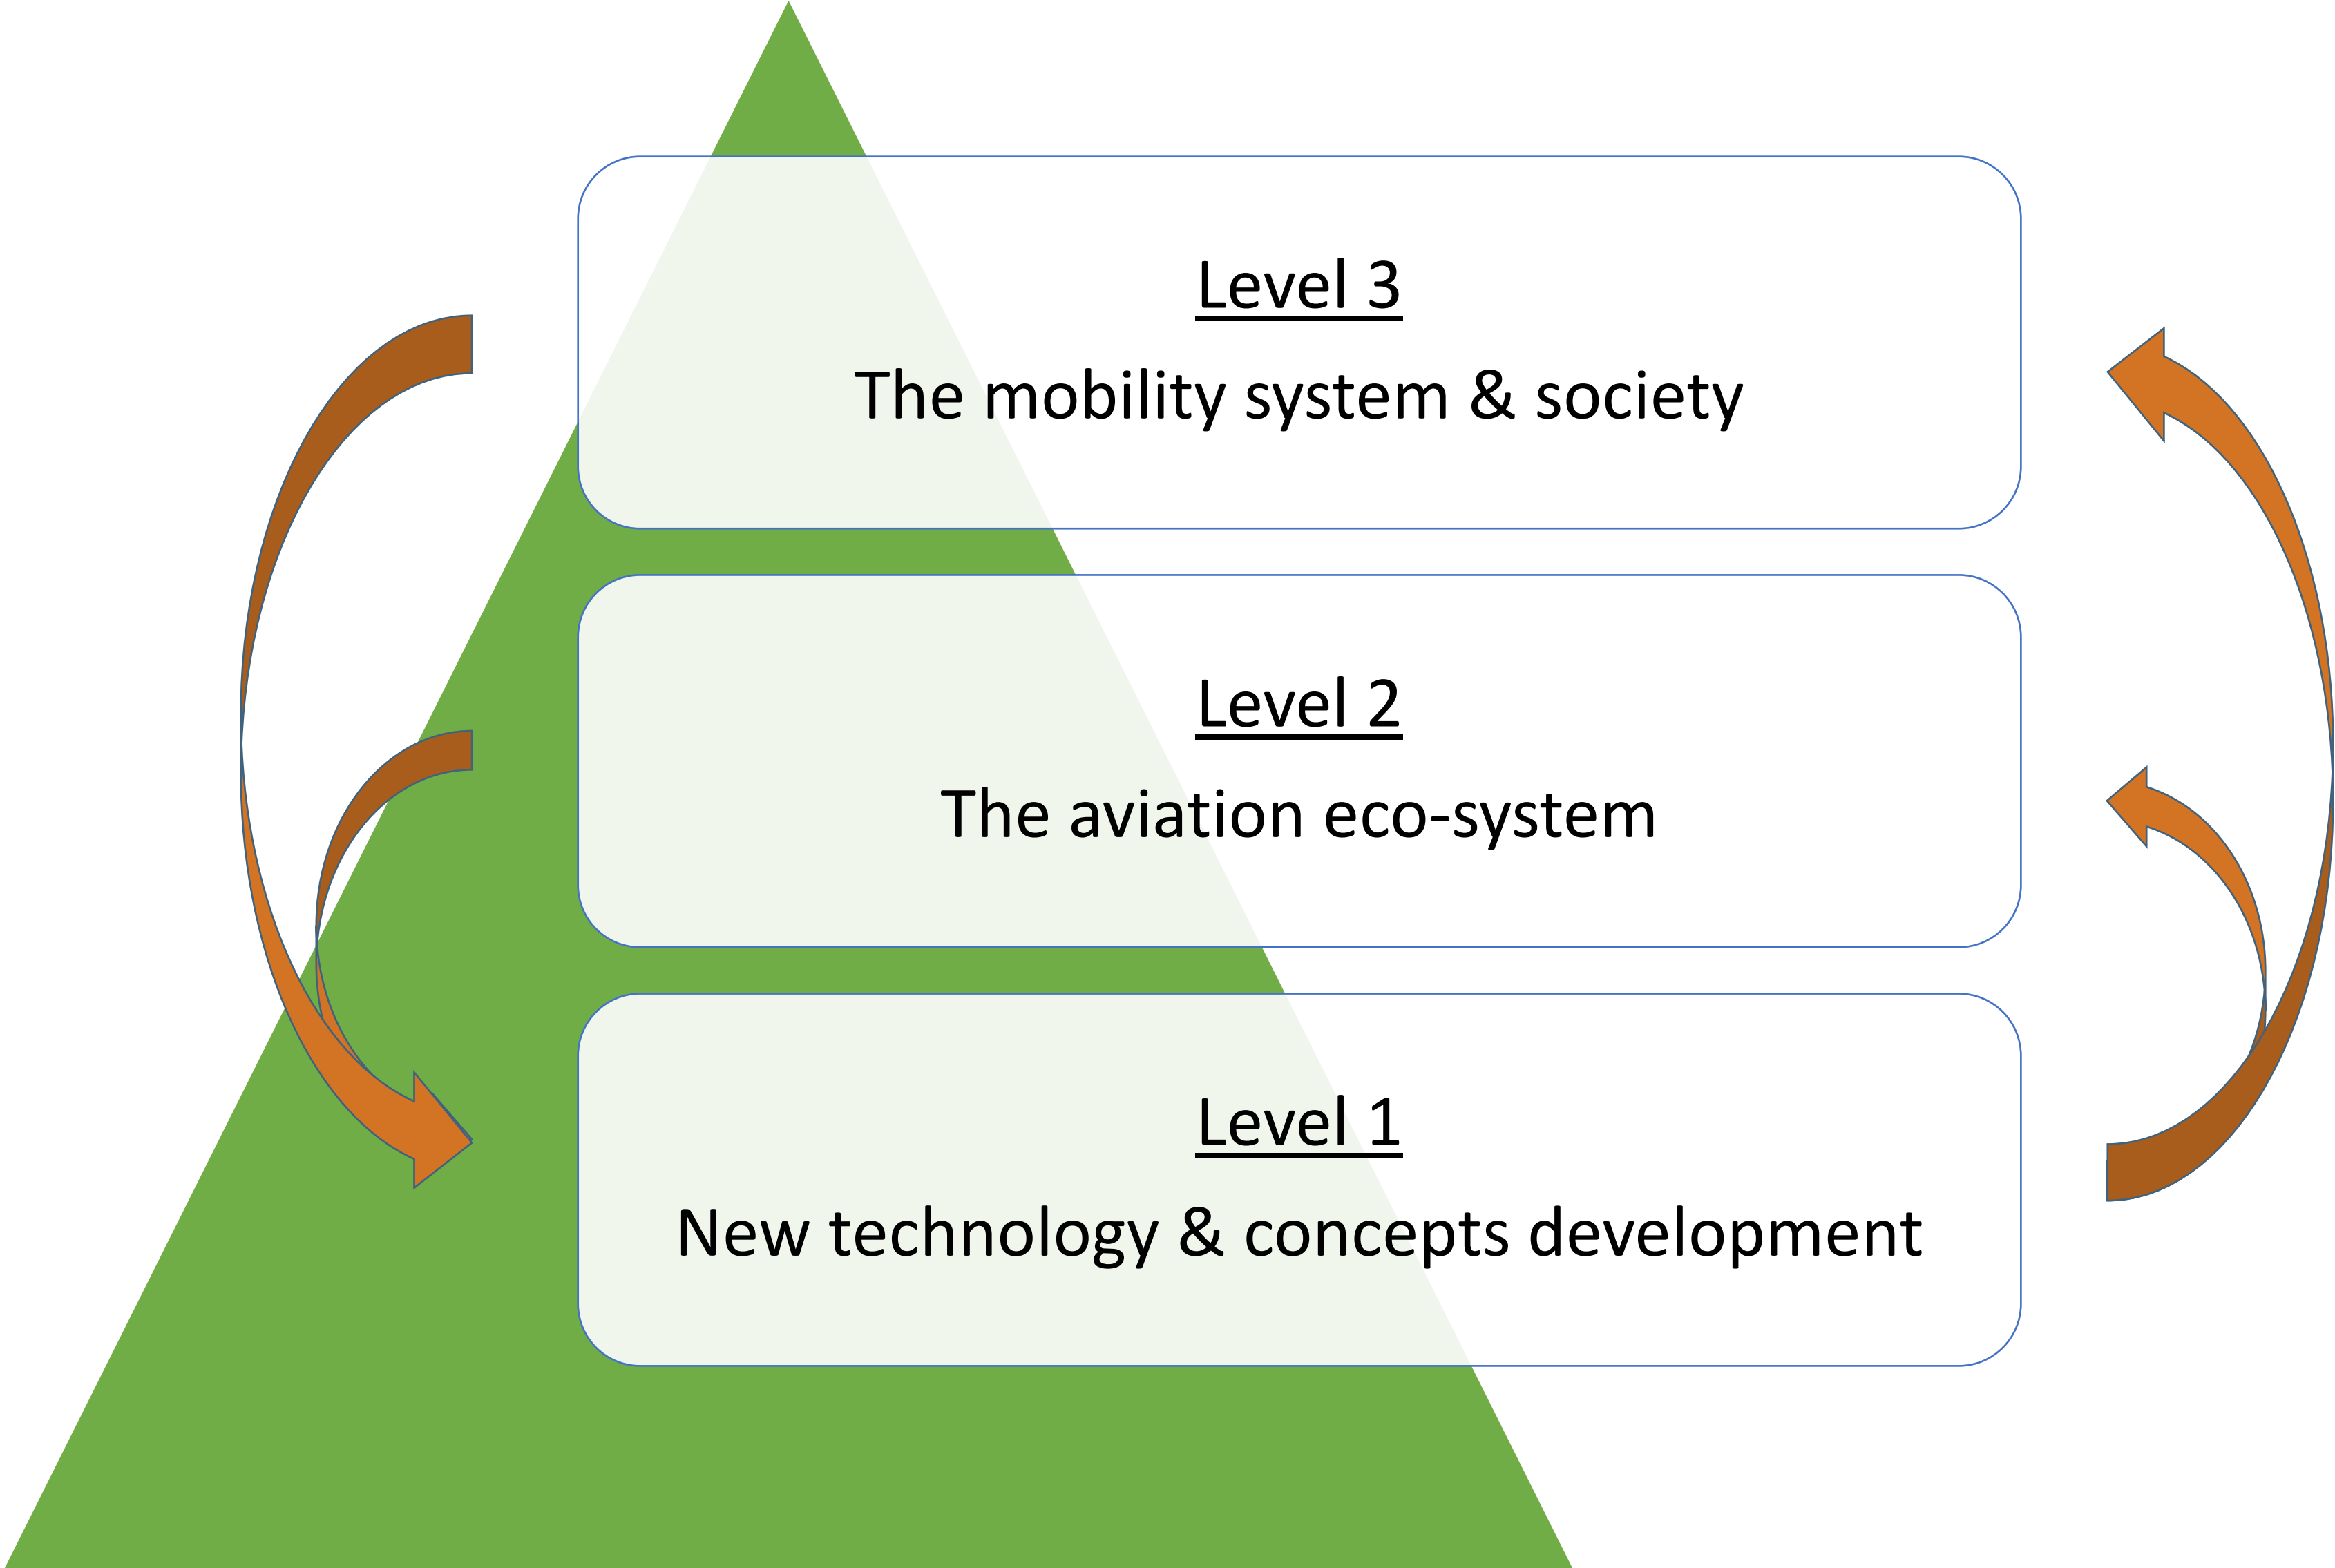 Level 3
The mobility system & society
Level 2
The aviation eco-system
Level 1
New technology & concepts development